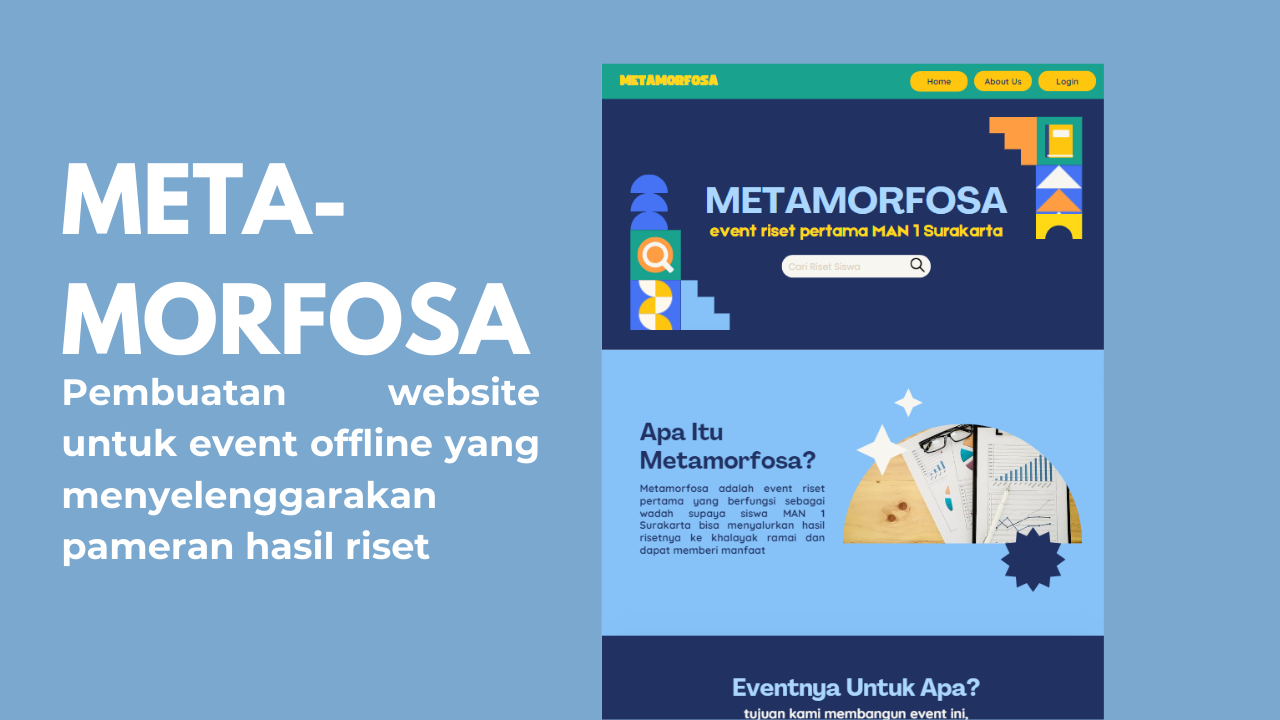 META-
MORFOSA
Pembuatan website
untuk event offline yang
menyelenggarakan
pameran hasil riset
METAMORFOSA
Home
About Us
Login
METAMORFOSA
event riset pertama MAN 1 Surakarta
Cari Riset Siswa
Apa Itu
Metamorfosa?
Metamorfosa adalah event riset
pertama yang berfungsi sebagai
wadah supaya siswa MAN 1
Surakarta bisa menyalurkan hasil
risetnya ke khalayak ramai dan
dapat memberi manfaat
Eventnya Untuk Apa?
tujuan kami membangun event ini,